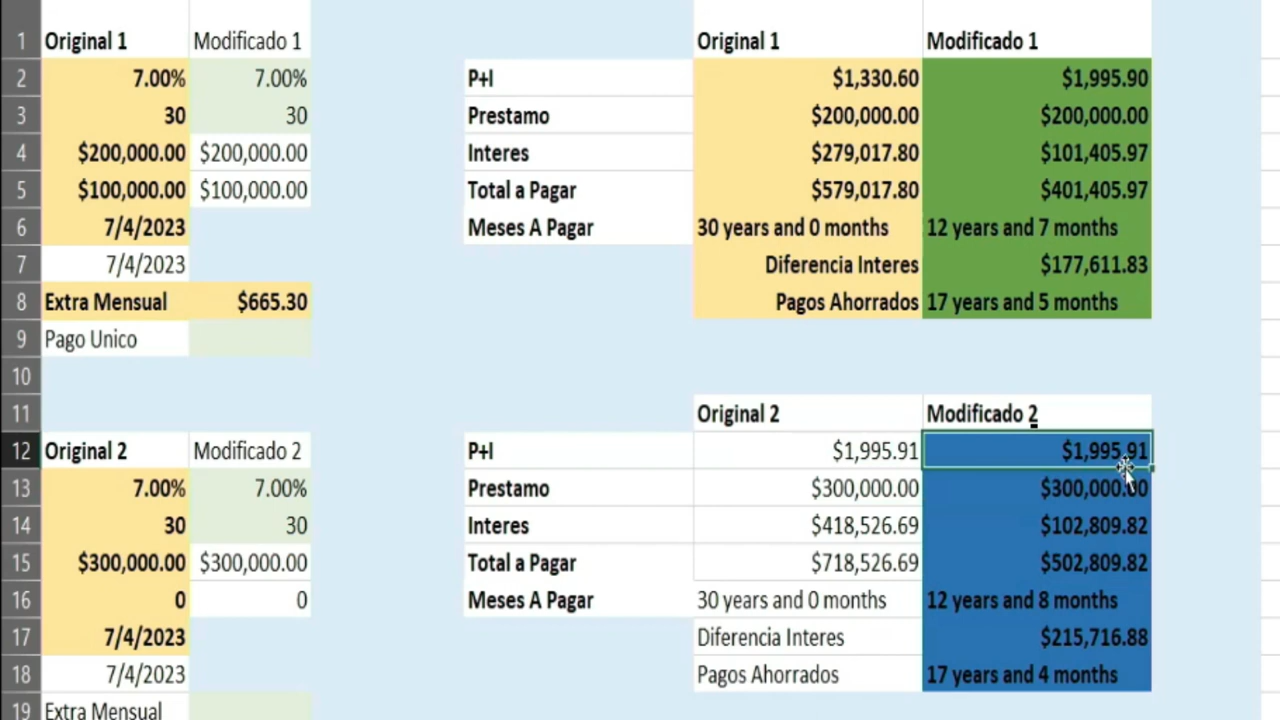 1 Original 1 Modificado 1 Original 1 Modificado 1
2 7.00% 7.00% P+I $1,330.60 $1,995.90
3 30 30 Prestamo $200,000.00 $200,000.00
4 $200,000.00 $200,000.00 Interes $279,017.80 $101,405.97
5 $100,000.00 $100,000.00 Total a Pagar $579,017.80 $401,405.97
6 7/4/2023 Meses A Pagar 30 years and 0 months 12 years and 7 months
7 7/4/2023 Diferencia Interes $177,611.83
8 Extra Mensual $665.30 Pagos Ahorrados 17 years and 5 months
9 Pago Unico
10
11 Original 2 Modificado 2
12 Original 2 Modificado 2 P+I $1,995.91 $1,995.91
13 7.00% 7.00% Prestamo $300,000.00 $300,000.00
14 30 30 Interes $418,526.69 $102,809.82
15 $300,000.00 $300,000.00 Total a Pagar $718,526.69 $502,809.82
16 0 0 Meses A Pagar 30 years and 0 months 12 years and 8 months
17 7/4/2023 Diferencia Interes $215,716.88
18 7/4/2023 Pagos Ahorrados 17 years and 4 months
19 Extra Mensual